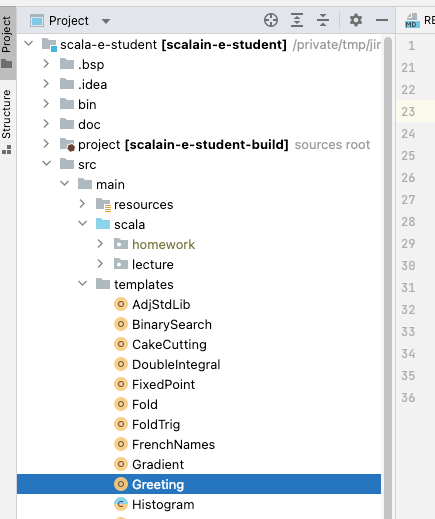 Project
Structure
Project
scala-e-student [scalain-e-student] /private/tmp/jir
.bsp
.idea
bin
doc
project [scalain-e-student-build] sources root
src
main
resources
scala
homework
lecture
templates
O AdjStdLib
O BinarySearch
O CakeCutting
O DoubleIntegral
O FixedPoint
O Fold
O FoldTrig
O FrenchNames
O Gradient
O Greeting
C Histogram
MD RE
1
21
22
23
24
25
26
27
28
29
30
31
32
33
34
35
36